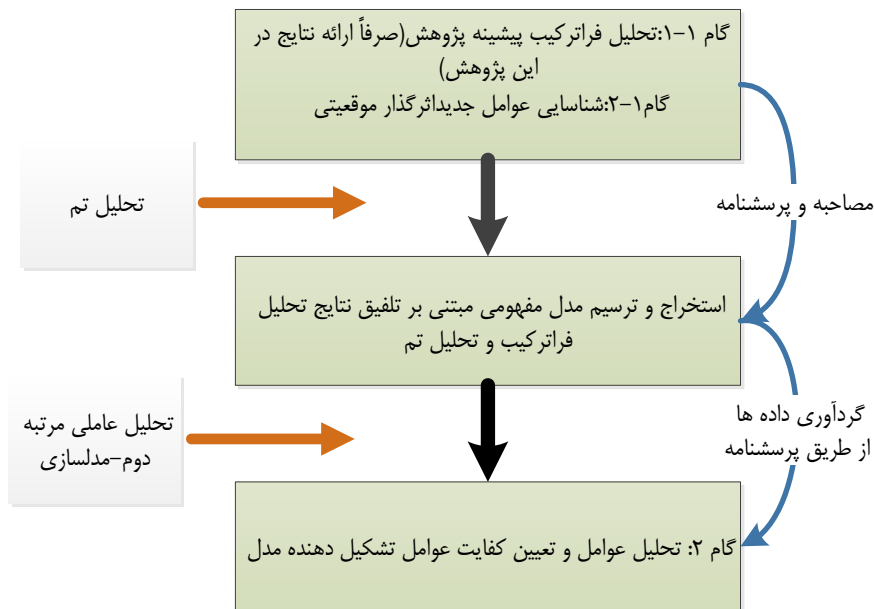 گام ۱-۱:تحلیل فراترکیب پیشینه پژوهش(صرفاً ارائه نتایج در
این پژوهش)
گام۱-۲:شناسایی عوامل جدیداثرگذار موقعیتی
تحلیل تم
مصاحبه و پرسشنامه
استخراج و ترسیم مدل مفهومی مبتنی بر تلفیق نتایج تحلیل
فراترکیب و تحلیل تم
تحلیل عاملی مرتبه
دوم-مدلسازی
گردآوری داده ها
از طریق پرسشنامه
گام ۲: تحلیل عوامل و تعیین کفایت عوامل تشکیل دهنده مدل